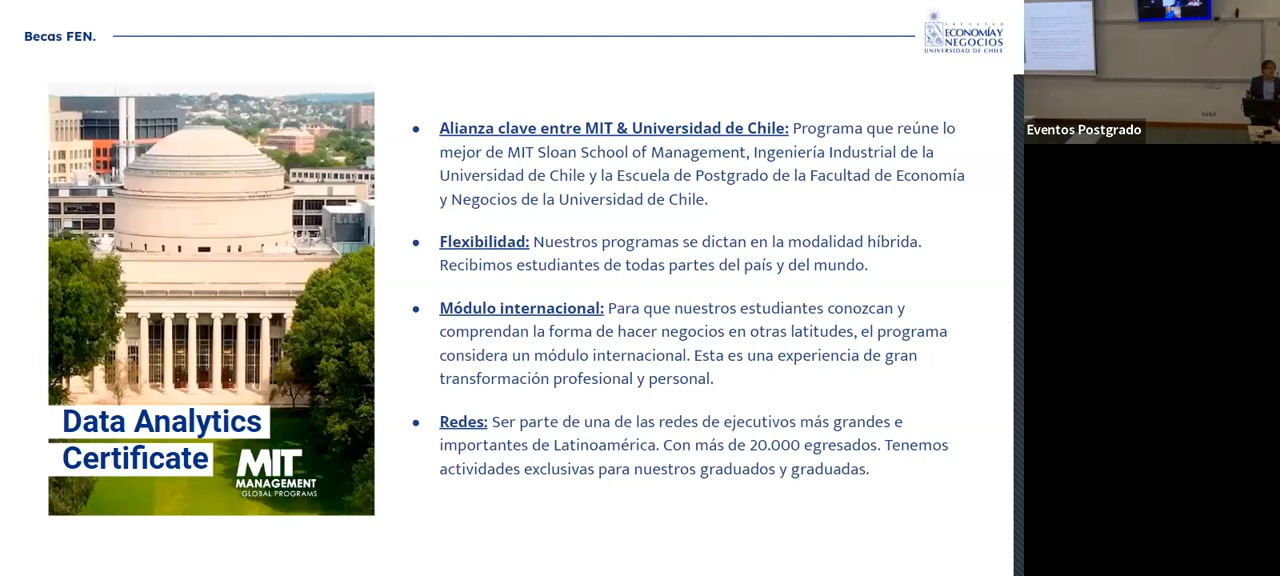 Becas FEN.
FACULTAD
ECONOMÍA Y
NEGOCIOS
UNIVERSIDAD DE CHILE
Alianza clave entre MIT & Universidad de Chile: Programa que reúne lo
mejor de MIT Sloan School of Management, Ingeniería Industrial de la
Universidad de Chile y la Escuela de Postgrado de la Facultad de Economía
y Negocios de la Universidad de Chile.
Flexibilidad: Nuestros programas se dictan en la modalidad híbrida.
Recibimos estudiantes de todas partes del país y del mundo.
Módulo internacional: Para que nuestros estudiantes conozcan y
comprendan la forma de hacer negocios en otras latitudes, el programa
considera un módulo internacional. Esta es una experiencia de gran
transformación profesional y personal.
Redes: Ser parte de una de las redes de ejecutivos más grandes e
importantes de Latinoamérica. Con más de 20.000 egresados. Tenemos
actividades exclusivas para nuestros graduados y graduadas.
Data Analytics
Certificate
MIT
MANAGEMENT
GLOBAL PROGRAMS
Eventos Postgrado